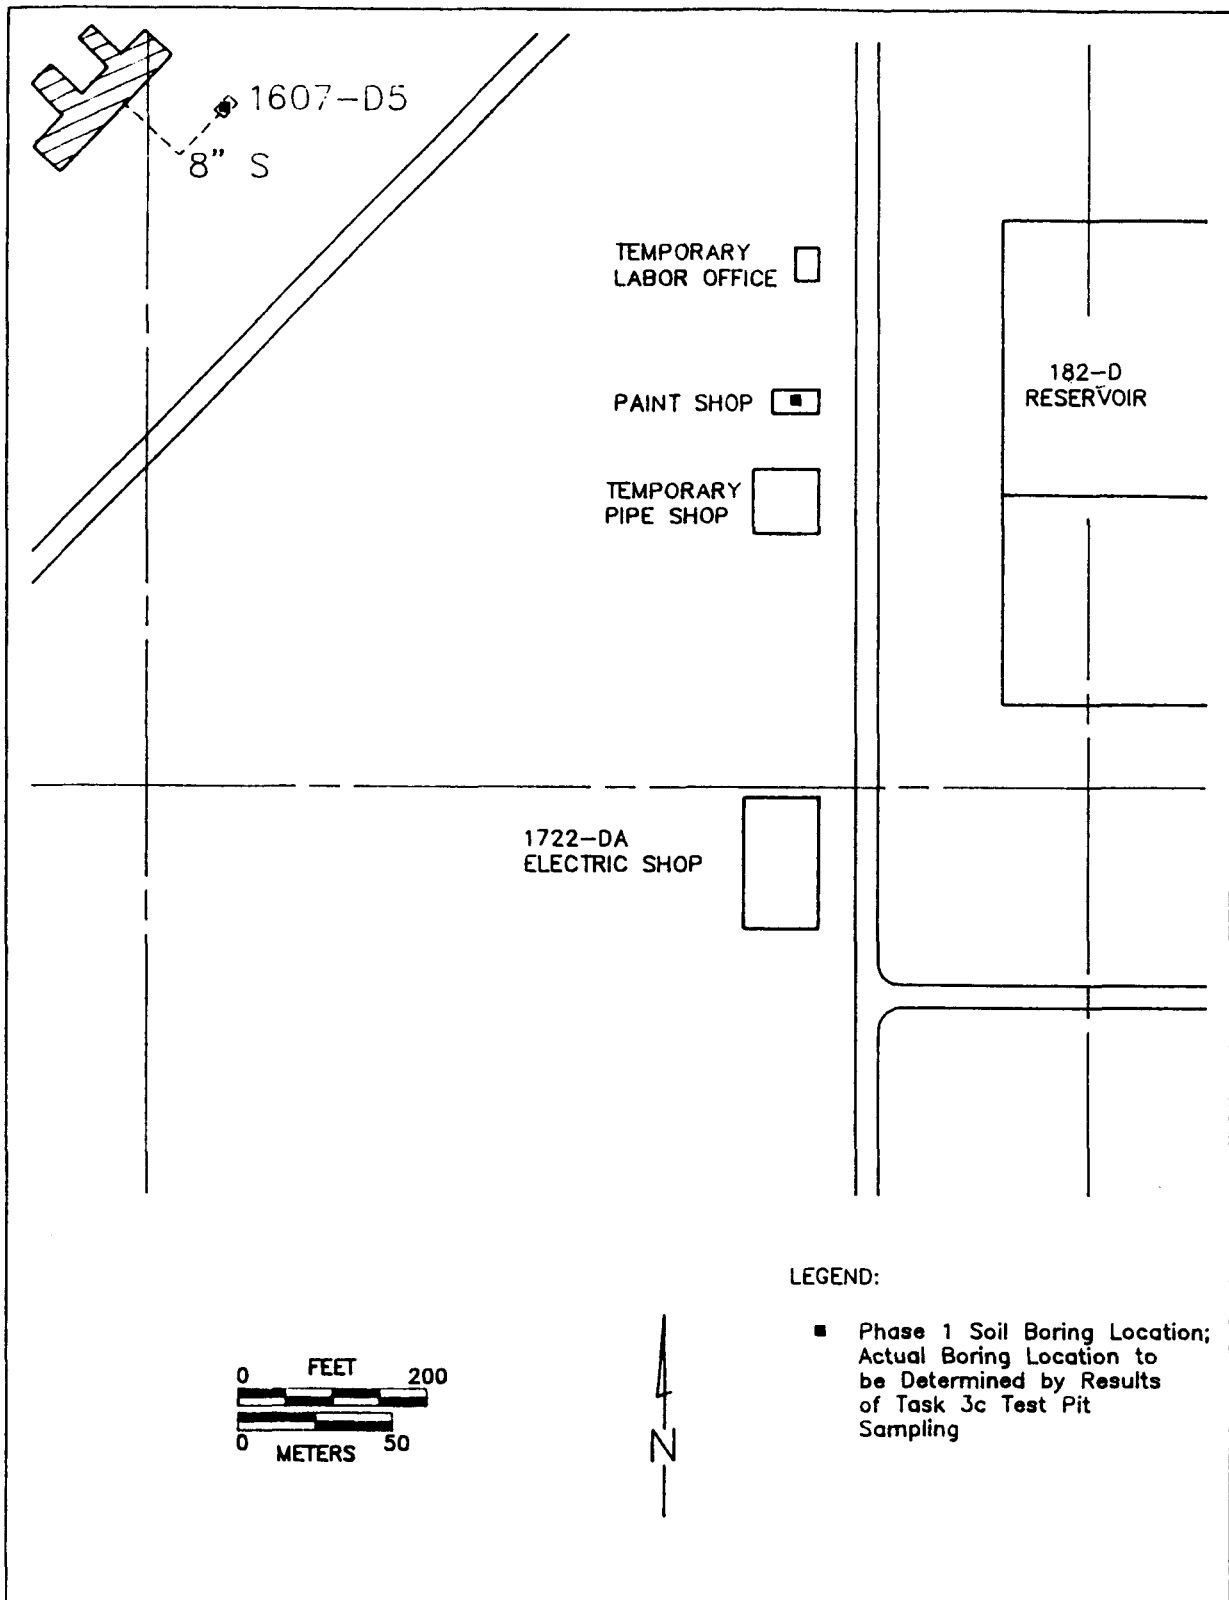 1607-D5
8" S
TEMPORARY
LABOR OFFICE
182-D
RESERVOIR
PAINT SHOP
TEMPORARY
PIPE SHOP
1722-DA
ELECTRIC SHOP
LEGEND:
■ Phase 1 Soil Boring Location;
Actual Boring Location to
be Determined by Results
of Task 3c Test Pit
Sampling
0 FEET 200
0 METERS 50
N